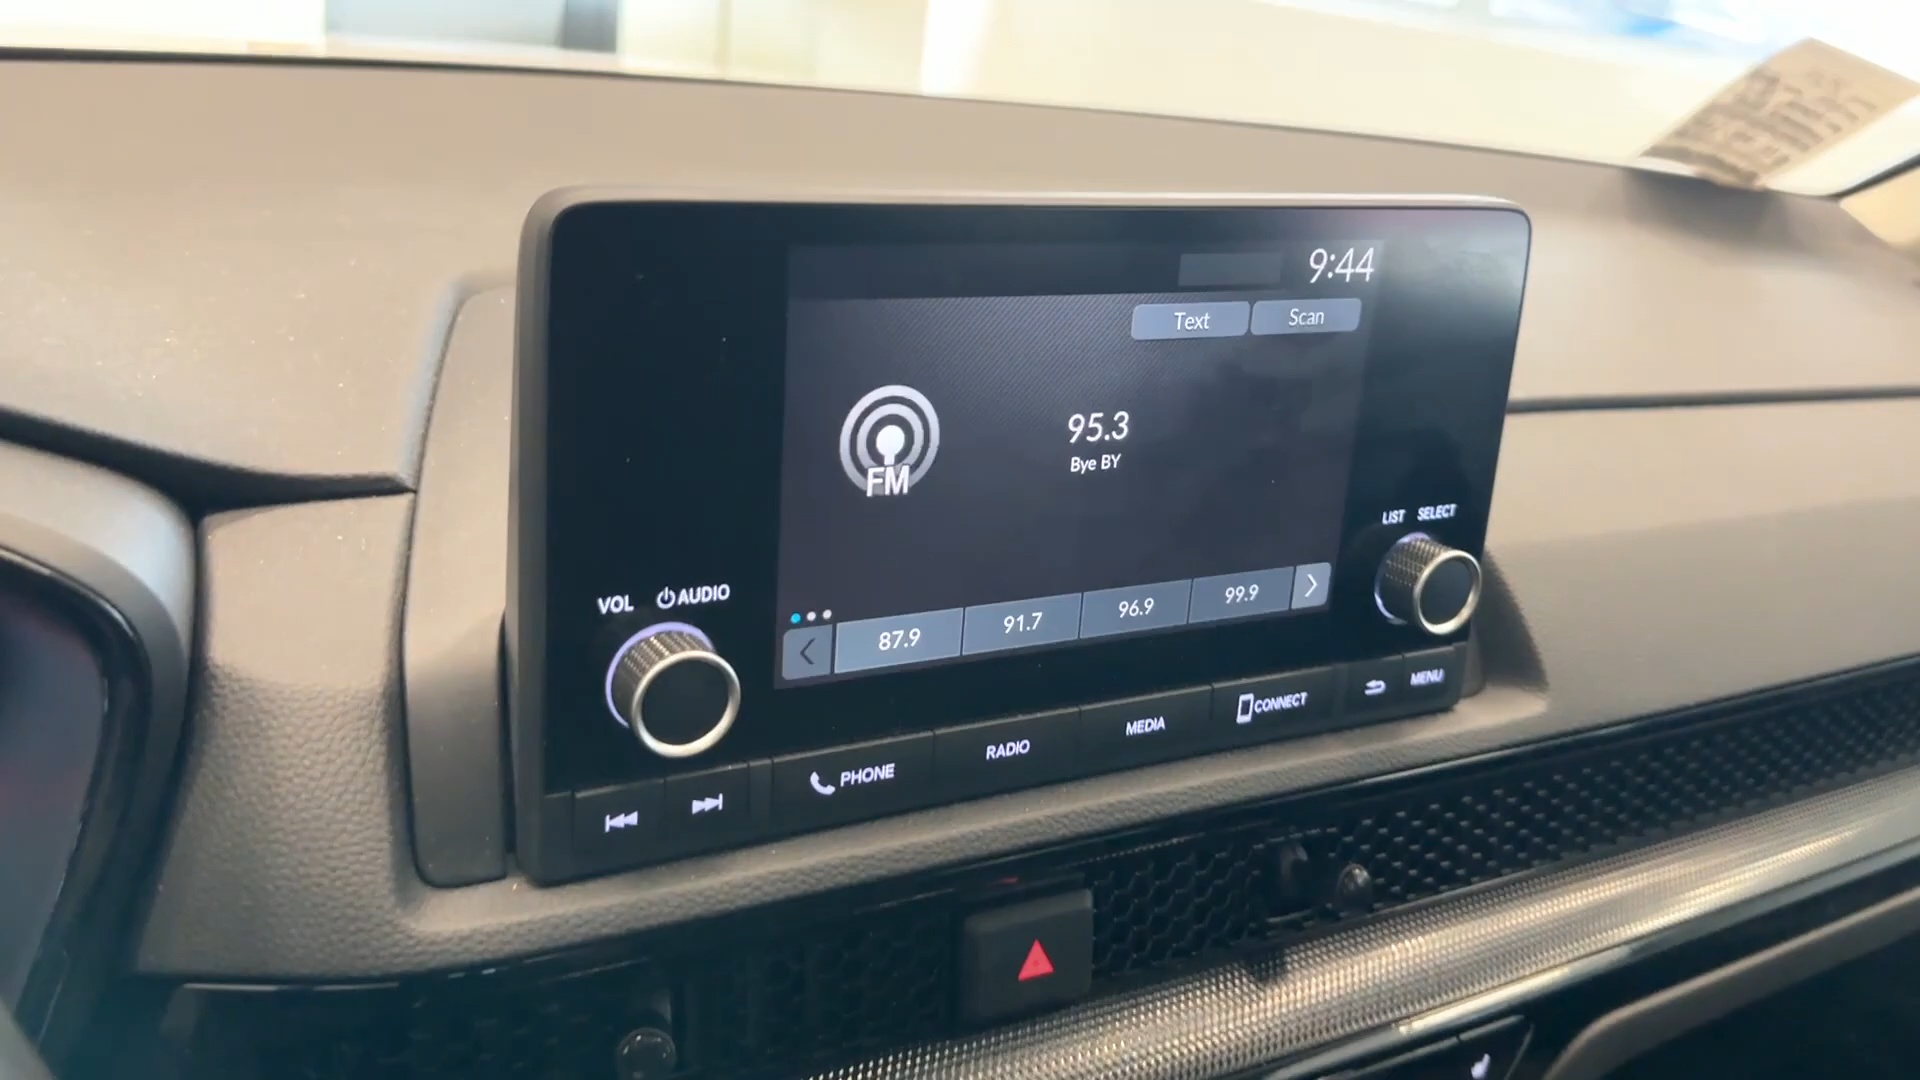 9:44
Text Scan
95.3
Bye BY
FM
LIST SELECT
VOL AUDIO
87.9 91.7 96.9 99.9
PHONE RADIO MEDIA CONNECT MENU